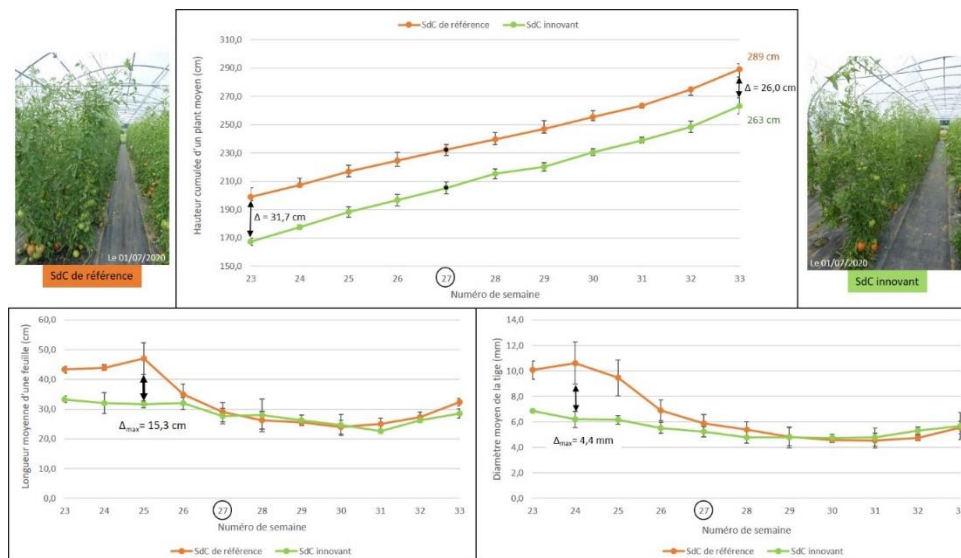 SdC de référence SdC innovant
Hauteur cumulée d'un plant moyen (cm)
310,0
290,0
270,0
250,0
230,0
210,0
190,0
170,0
150,0
289 cm
Δ = 26,0 cm
263 cm
Δ = 31,7 cm
23 24 25 26 27 28 29 30 31 32 33
Numéro de semaine
Le 01/07/2020
SdC de référence
Le 01/07/2020
SdC innovant
Longueur moyenne d'une feuille (cm)
60,0
50,0
40,0
30,0
20,0
10,0
0,0
Δmax= 15,3 cm
23 24 25 26 27 28 29 30 31 32 33
Numéro de semaine
SdC de référence SdC innovant
Diamètre moyen de la tige (mm)
14,0
12,0
10,0
8,0
6,0
4,0
2,0
0,0
Δmax= 4,4 mm
23 24 25 26 27 28 29 30 31 32
Numéro de semaine
SdC de référence SdC innovant